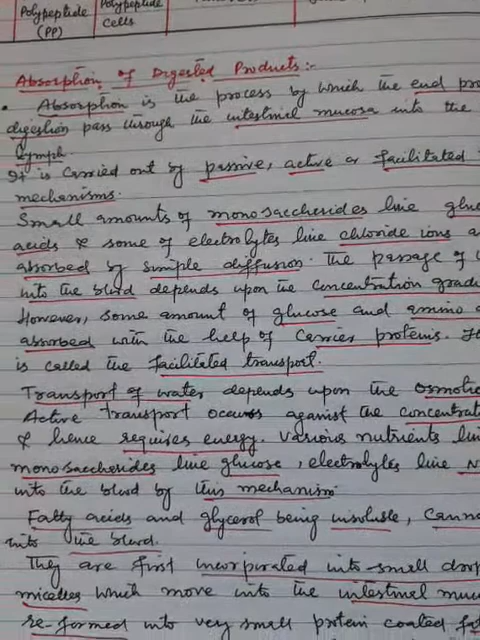 Polypeptide Polypeptide
(PP) Cells
Absorption of Digested Products:-
• Absorption is the process by which the end pro
digestion pass through the intestinal mucosa into the
lymph.
It is carried out by passive, active or facilitated
mechanisms.
Small amounts of monosaccherides like gluc
acids & some of electrolytes like chloride ions a
absorbed by simple diffusion. The passage of
into the blood depends upon the concentration grad
However, some amount of glucose and amino a
absorbed with the help of carrier proteins.
is called the facilitated transport.
Transport of water depends upon the osmotic
Active transport occurs against the concentrat
& hence requires energy. Various nutrients li
monosaccherides like glucose, electrolytes like N
into the blood by this mechanism
Fatty acids and glycerol being insoluble, canno
into the blood.
They are first incorporated into small drop
micelles which move into the intestinal muc
re-formed into very small protein coated fa